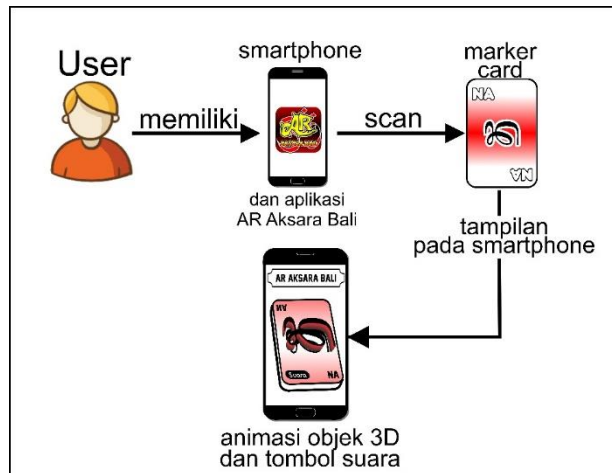 User
memiliki
smartphone
AR
dan aplikasi
AR Aksara Bali
scan
marker
card
NA
ᬦ
NA
tampilan
pada smartphone
AR AKSARA BALI
NA
ᬦ
Suara
NA
animasi objek 3D
dan tombol suara